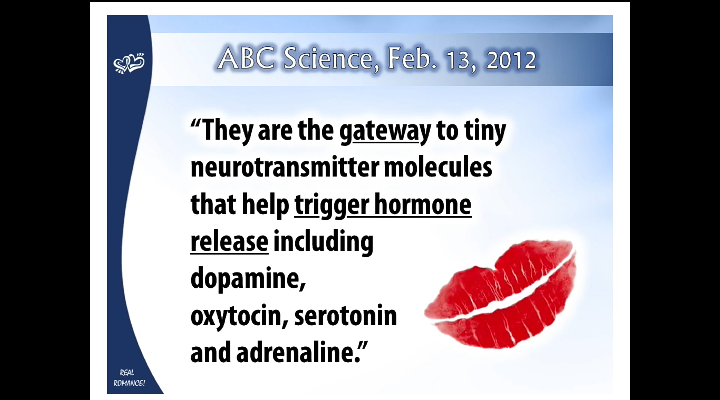 ABC Science, Feb. 13, 2012
“They are the gateway to tiny
neurotransmitter molecules
that help trigger hormone
release including
dopamine,
oxytocin, serotonin
and adrenaline.”
REAL
ROMANCE!